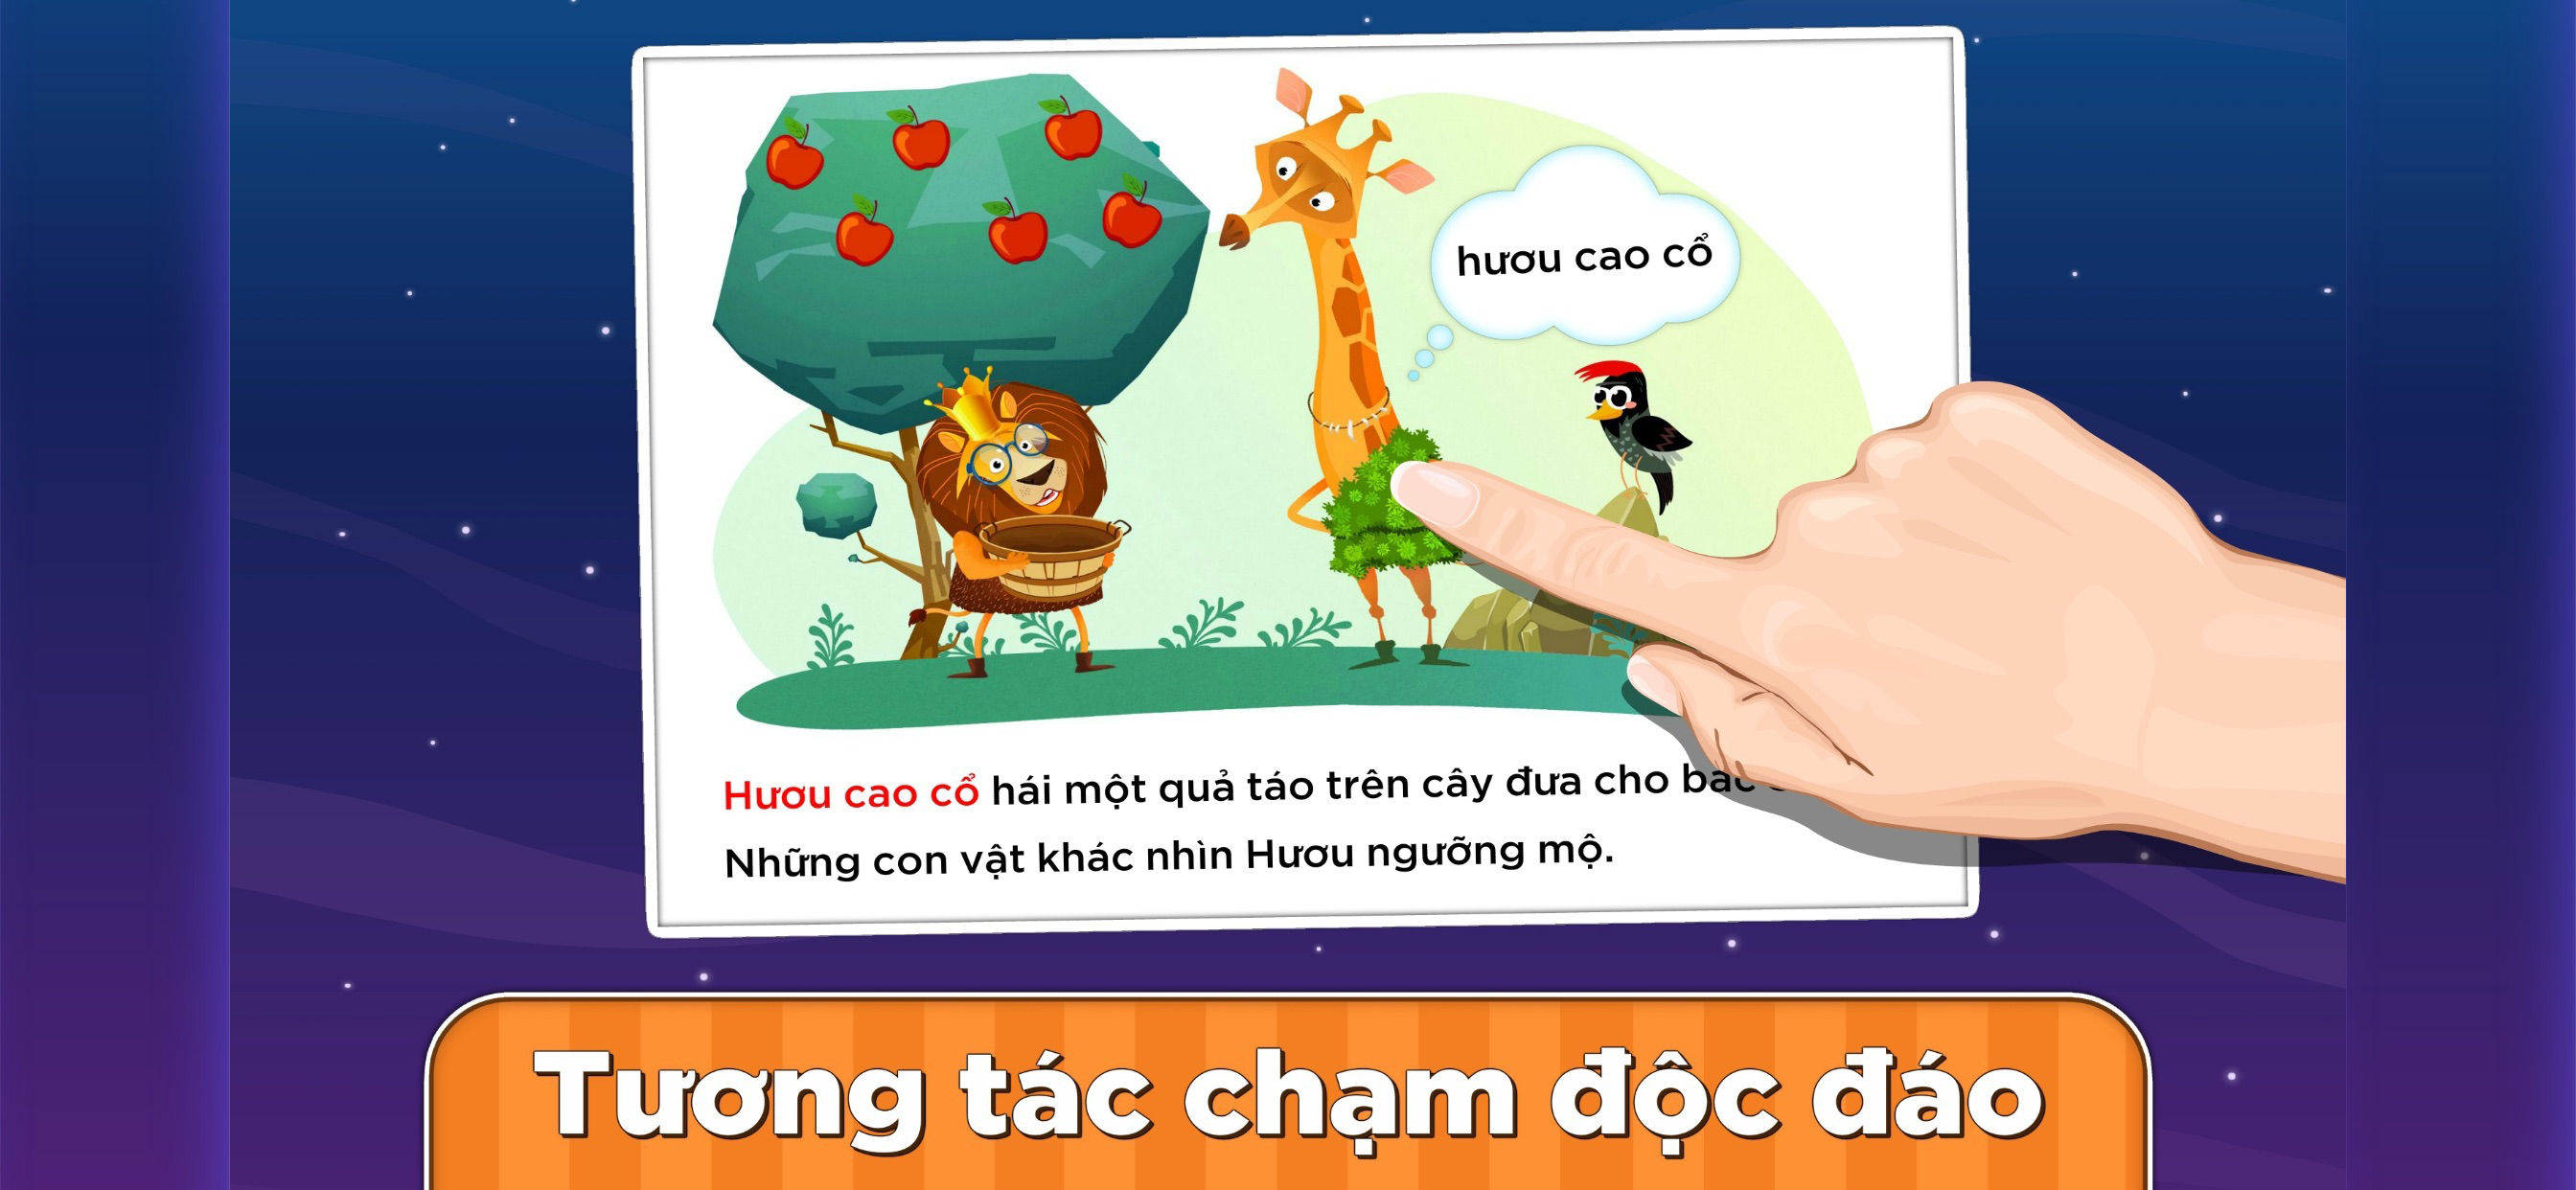 hươu cao cổ
Hươu cao cổ hái một quả táo trên cây đưa cho bác
Những con vật khác nhìn Hươu ngưỡng mộ.
Tương tác chạm độc đáo